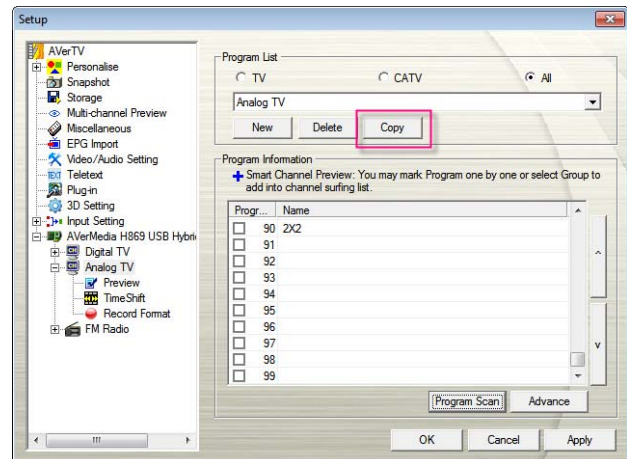 Setup
AVerTV
Personalise
Snapshot
Storage
Multi-channel Preview
Miscellaneous
EPG Import
Video/Audio Setting
TEXT Teletext
Plug-in
3D Setting
Input Setting
AVerMedia H869 USB Hybri
Digital TV
Analog TV
Preview
TimeShift
Record Format
FM Radio
Program List
TV CATV All
Analog TV
New Delete Copy
Program Information
Smart Channel Preview: You may mark Program one by one or select Group to
add into channel surfing list.
Progr... Name
90 2X2
91
92
93
94
95
96
97
98
99
Program Scan Advance
OK Cancel Apply